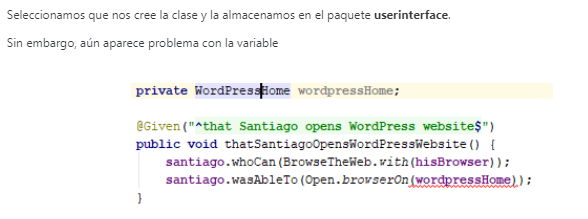 Seleccionamos que nos cree la clase y la almacenamos en el paquete userinterface.
Sin embargo, aún aparece problema con la variable
private WordPressHome wordpressHome;
@Given("^that Santiago opens WordPress website$")
public void thatSantiagoOpensWordPressWebsite() {
santiago.whoCan(BrowseTheWeb.with(hisBrowser));
santiago.wasAbleTo(Open.browserOn(wordpressHome));
}